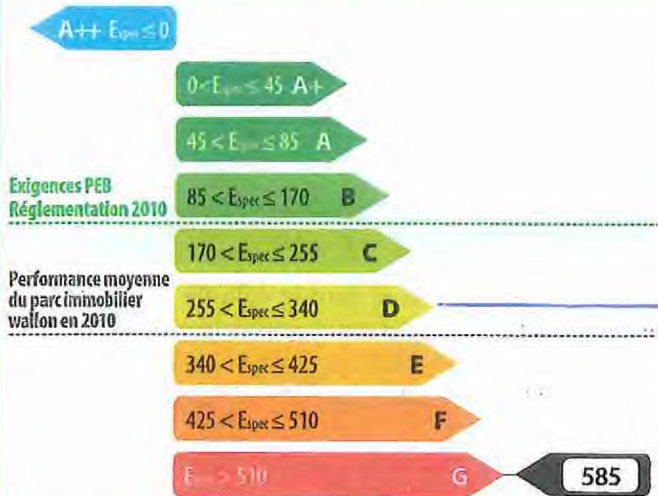 A++ Espec ≤ 0
0 < Espec ≤ 45 A+
45 < Espec ≤ 85 A
Exigences PEB
Réglementation 2010
85 < Espec ≤ 170 B
170 < Espec ≤ 255 C
Performance moyenne
du parc immobilier
wallon en 2010
255 < Espec ≤ 340 D
340 < Espec ≤ 425 E
425 < Espec ≤ 510 F
Espec > 510 G
585